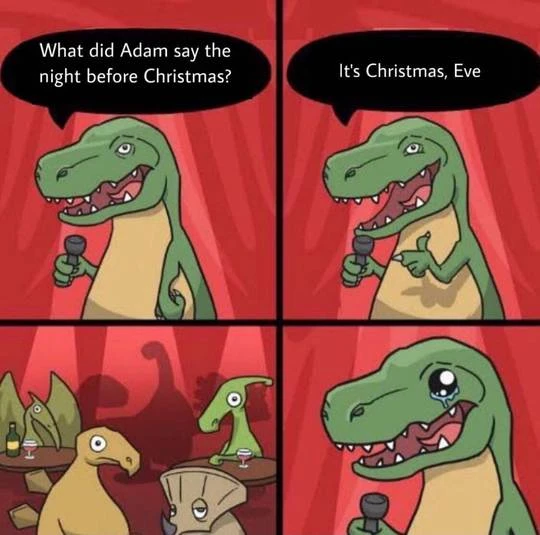 What did Adam say the
night before Christmas?
It's Christmas, Eve